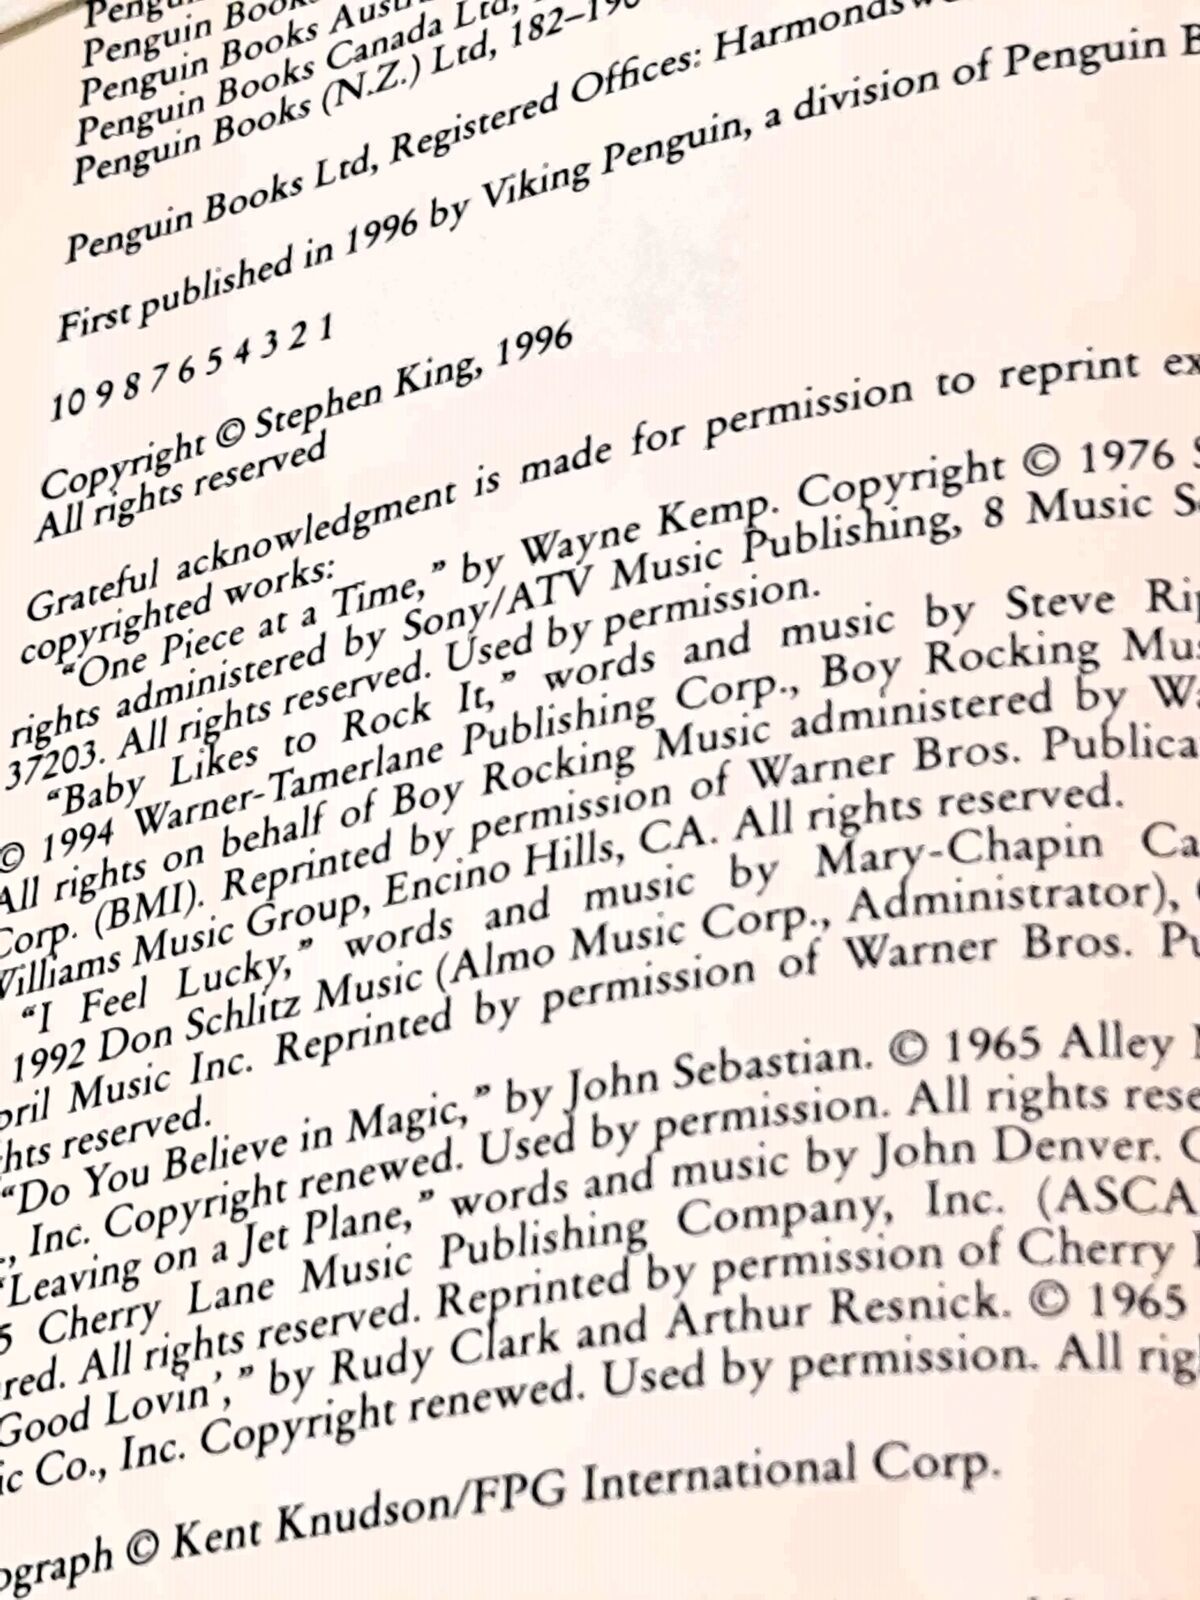 Penguin
Penguin Books
Penguin Books
Penguin Books Canada Ltd,
Penguin Books (N.Z.) Ltd,
Penguin Books Ltd, Registered Offices:
First published in 1996 by Viking Penguin, a division of Penguin
10 9 8 7 6 5 4 3 2 1
Copyright © Stephen King, 1996
All rights reserved
Grateful acknowledgment is made for permission to reprint
copyrighted works:
"One Piece at a Time," by Wayne Kemp. Copyright © 1976
rights administered by Sony/ATV Music Publishing, 8 Music
37203. All rights reserved. Used by permission.
"Baby Likes to Rock It," words and music by Steve
© 1994 Warner-Tamerlane Publishing Corp., Boy Rocking
All rights on behalf of Boy Rocking Music administered by
Corp. (BMI). Reprinted by permission of Warner Bros.
Williams Music Group, Encino Hills, CA. All rights reserved.
"I Feel Lucky," words and music by Mary-Chapin
1992 Don Schlitz Music (Almo Music Corp., Administrator),
Music Inc. Reprinted by permission of Warner Bros.
reserved.
"Do You Believe in Magic," by John Sebastian. © 1965 Alley
Inc. Copyright renewed. Used by permission. All rights
"Leaving on a Jet Plane," words and music by John Denver.
Cherry Lane Music Publishing Company, Inc.
All rights reserved. Reprinted by permission of Cherry
Good Lovin'," by Rudy Clark and Arthur Resnick. © 1965
Co., Inc. Copyright renewed. Used by permission. All
© Kent Knudson/FPG International Corp.